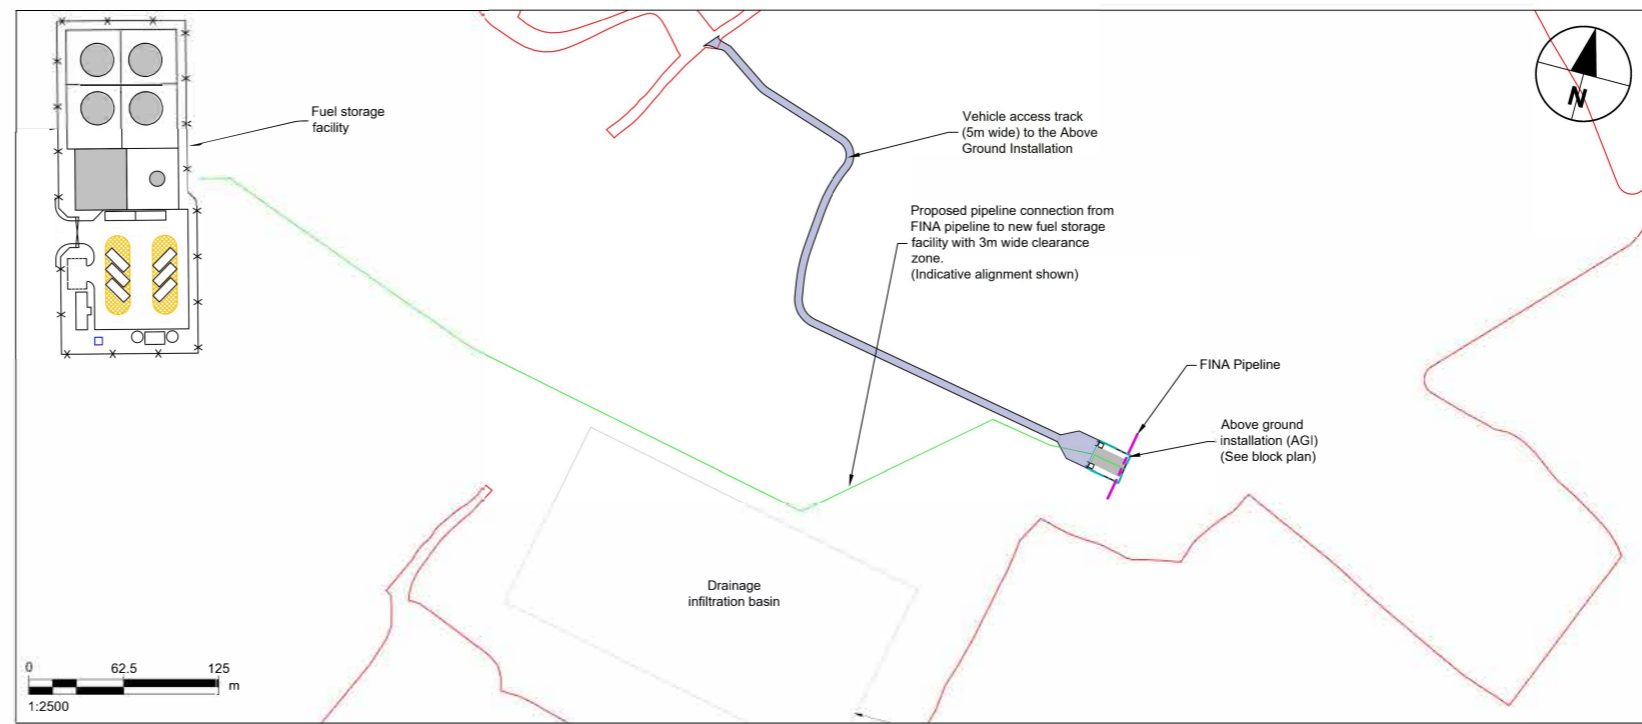 Fuel storage
facility
Vehicle access track
(5m wide) to the Above
Ground Installation
N
Proposed pipeline connection from
FINA pipeline to new fuel storage
facility with 3m wide clearance
zone.
(Indicative alignment shown)
FINA Pipeline
Above ground
installation (AGI)
(See block plan)
Drainage
infiltration basin
0 62.5 125
m
1:2500